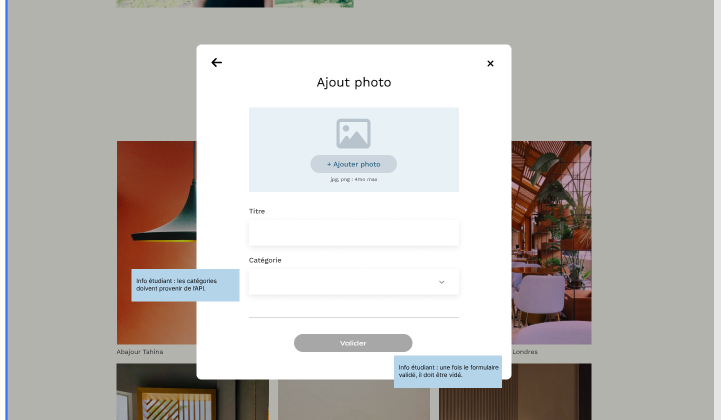 Ajout photo
+ Ajouter photo
jpg, png : 4mo max
Titre
Catégorie
Info étudiant : les catégories
doivent provenir de l'API.
Valider
Info étudiant : une fois le formulaire
validé, il doit être vidé.
Abajour Tahina
Londres